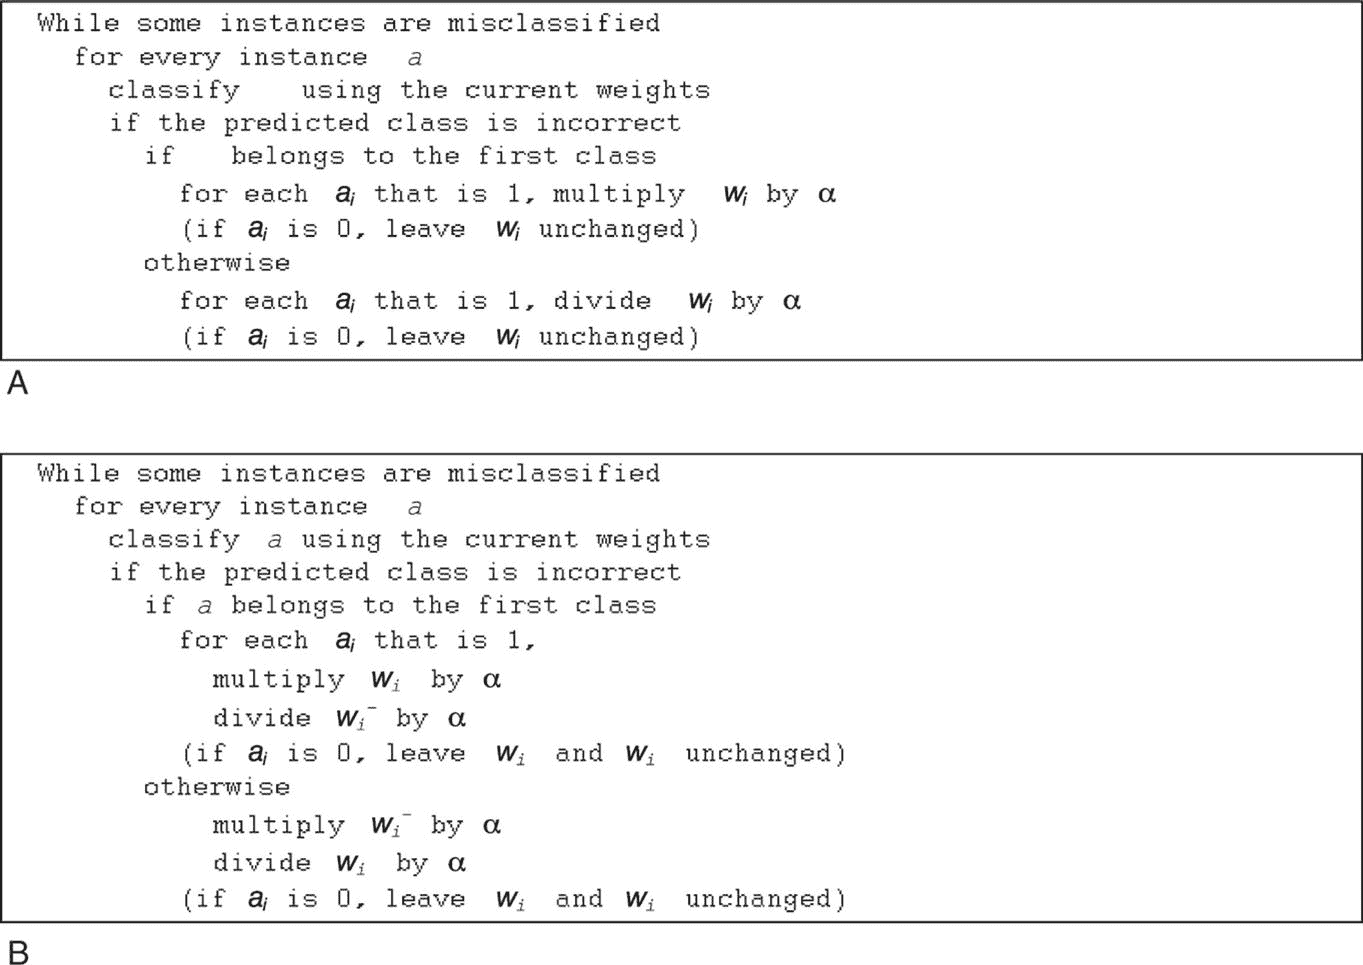 While some instances are misclassified
for every instance a
classify using the current weights
if the predicted class is incorrect
if belongs to the first class
for each aᵢ that is 1, multiply wᵢ by α
(if aᵢ is 0, leave wᵢ unchanged)
otherwise
for each aᵢ that is 1, divide wᵢ by α
(if aᵢ is 0, leave wᵢ unchanged)
A
While some instances are misclassified
for every instance a
classify a using the current weights
if the predicted class is incorrect
if a belongs to the first class
for each aᵢ that is 1,
multiply wᵢ by α
divide wᵢ⁻ by α
(if aᵢ is 0, leave wᵢ and wᵢ unchanged)
otherwise
multiply wᵢ⁻ by α
divide wᵢ by α
(if aᵢ is 0, leave wᵢ and wᵢ unchanged)
B